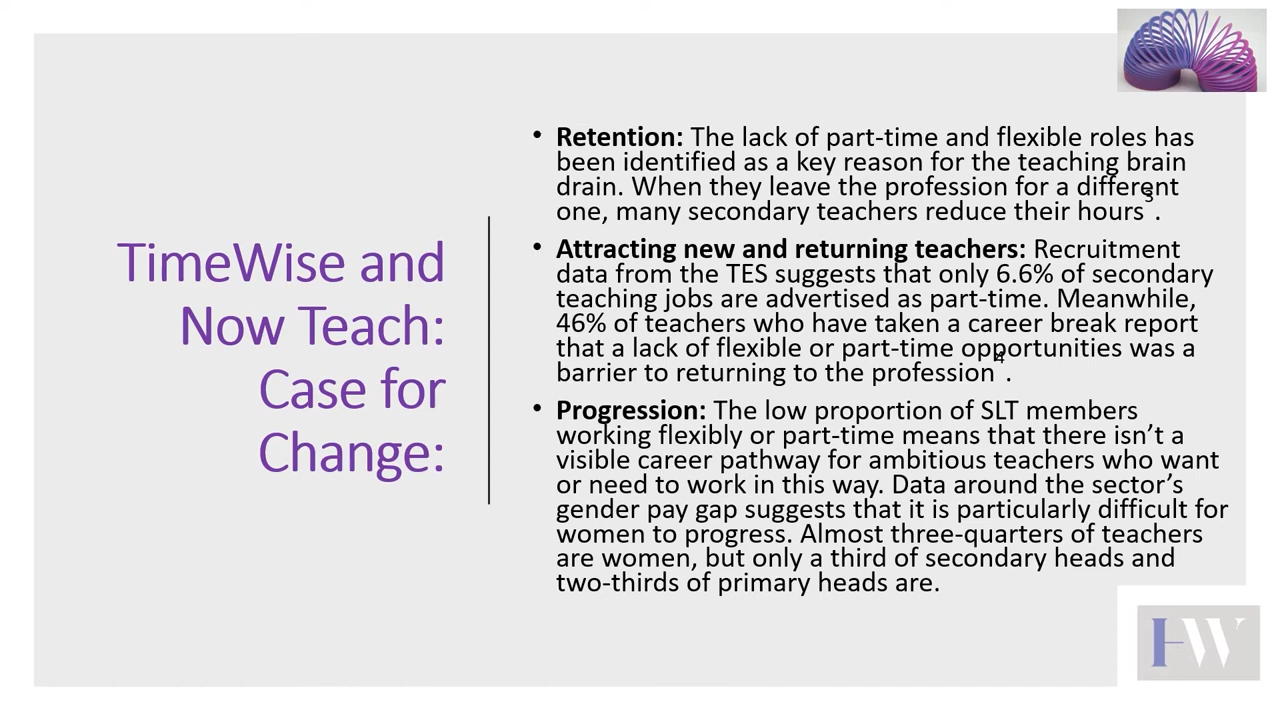 TimeWise and
Now Teach:
Case for
Change:
• Retention: The lack of part-time and flexible roles has
been identified as a key reason for the teaching brain
drain. When they leave the profession for a different
one, many secondary teachers reduce their hours3.
• Attracting new and returning teachers: Recruitment
data from the TES suggests that only 6.6% of secondary
teaching jobs are advertised as part-time. Meanwhile,
46% of teachers who have taken a career break report
that a lack of flexible or part-time opportunities was a
barrier to returning to the profession4.
• Progression: The low proportion of SLT members
working flexibly or part-time means that there isn’t a
visible career pathway for ambitious teachers who want
or need to work in this way. Data around the sector’s
gender pay gap suggests that it is particularly difficult for
women to progress. Almost three-quarters of teachers
are women, but only a third of secondary heads and
two-thirds of primary heads are.
HW